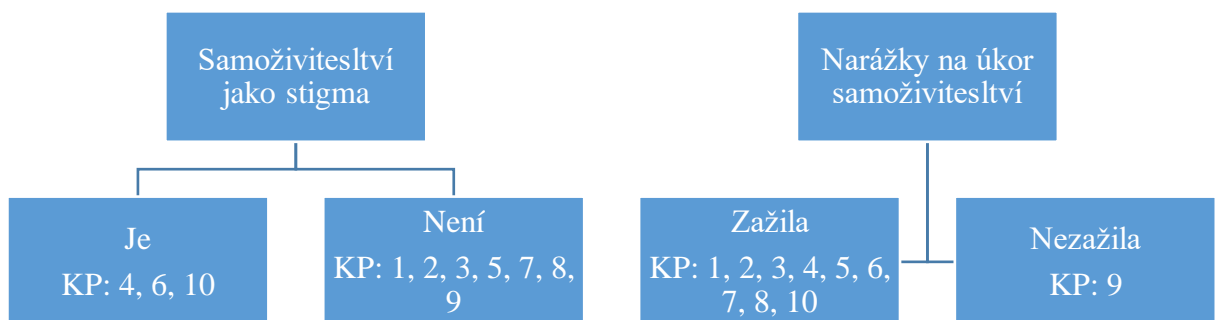 Samoživitesltví
jako stigma
Je
KP: 4, 6, 10
Není
KP: 1, 2, 3, 5, 7, 8,
9
Narážky na úkor
samoživitesltví
Zažila
KP: 1, 2, 3, 4, 5, 6,
7, 8, 10
Nezažila
KP: 9